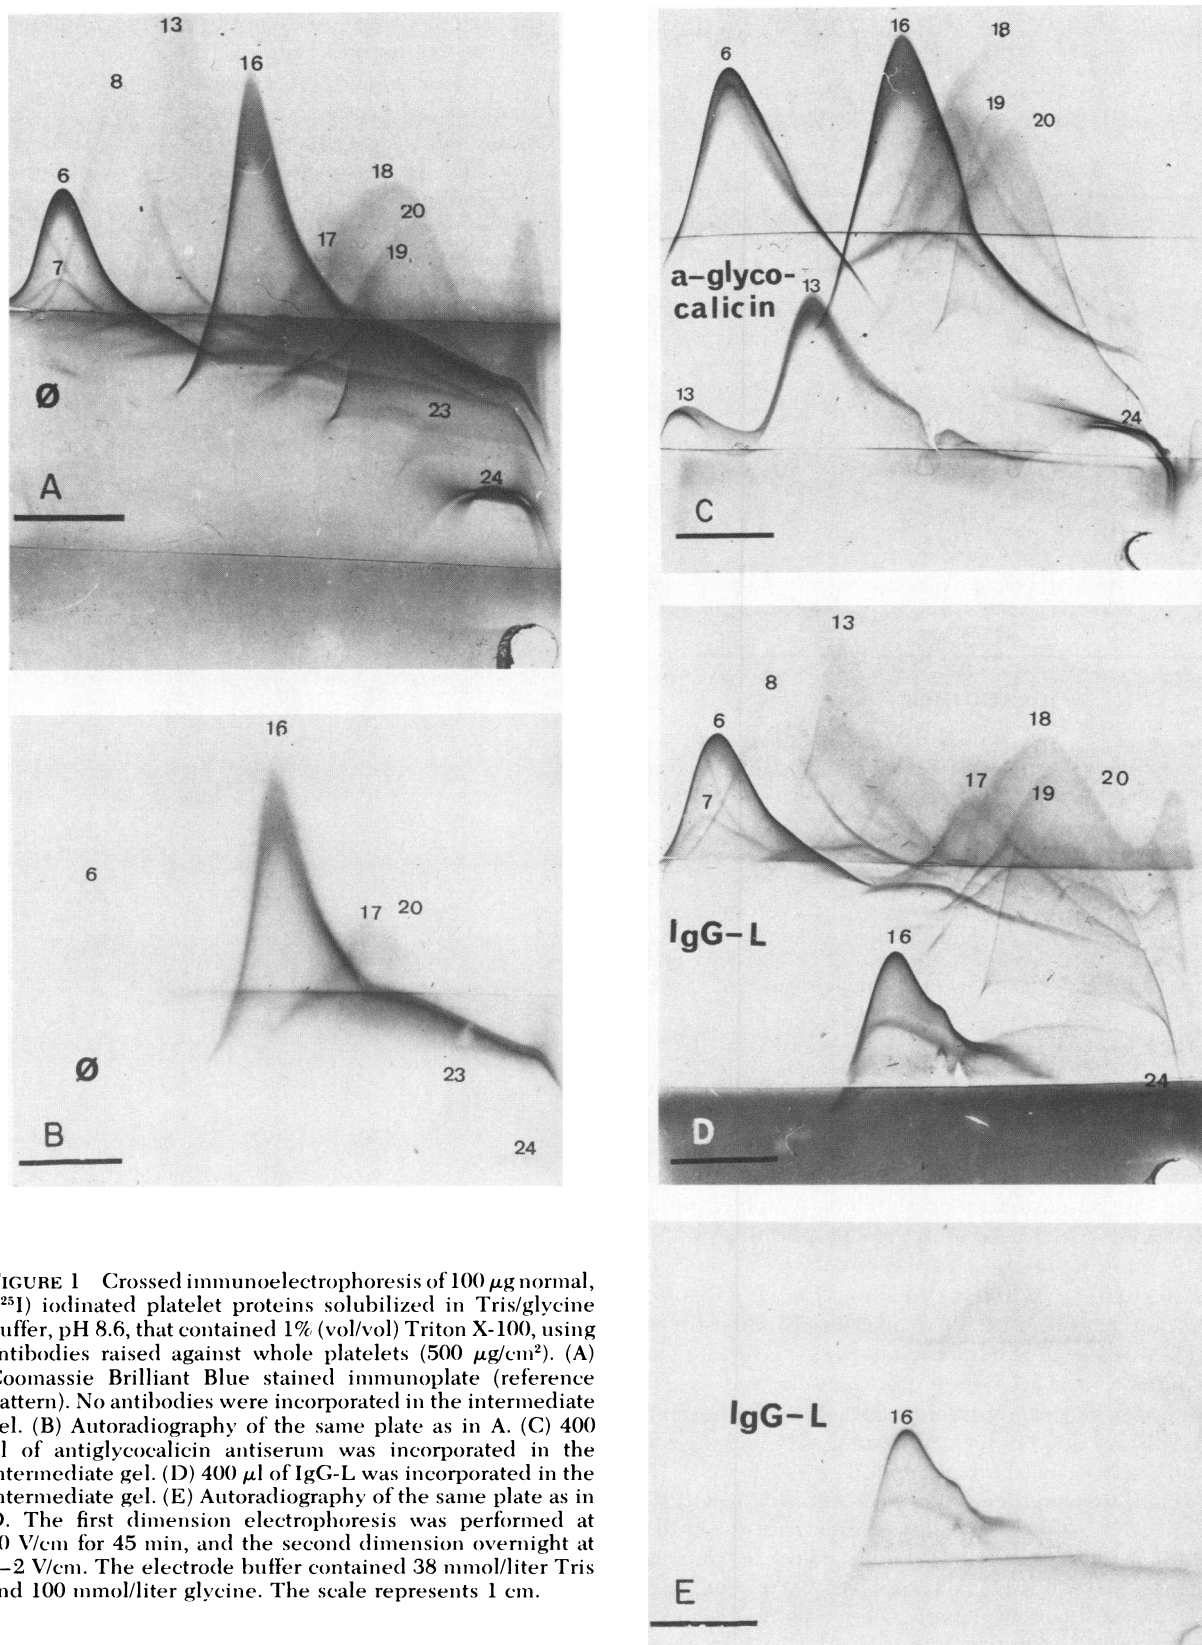 13
8
16
6
18
20
17
19
7
Ø
23
24
A
16
6
17 20
Ø
23
B
24
16
18
6
19
20
a-glyco-
calicin
13
13
24
C
13
8
6
18
17
20
7
19
IgG-L
16
24
D
IgG-L
16
E
IGURE 1 Crossed immunoelectrophoresis of 100 μg normal,
25I) iodinated platelet proteins solubilized in Tris/glycine
uffer, pH 8.6, that contained 1% (vol/vol) Triton X-100, using
ntibodies raised against whole platelets (500 μg/cm²). (A)
oomassie Brilliant Blue stained immunoplate (reference
attern). No antibodies were incorporated in the intermediate
el. (B) Autoradiography of the same plate as in A. (C) 400
l of antiglycocalicin antiserum was incorporated in the
ntermediate gel. (D) 400 μl of IgG-L was incorporated in the
ntermediate gel. (E) Autoradiography of the same plate as in
. The first dimension electrophoresis was performed at
0 V/cm for 45 min, and the second dimension overnight at
–2 V/cm. The electrode buffer contained 38 mmol/liter Tris
nd 100 mmol/liter glycine. The scale represents 1 cm.